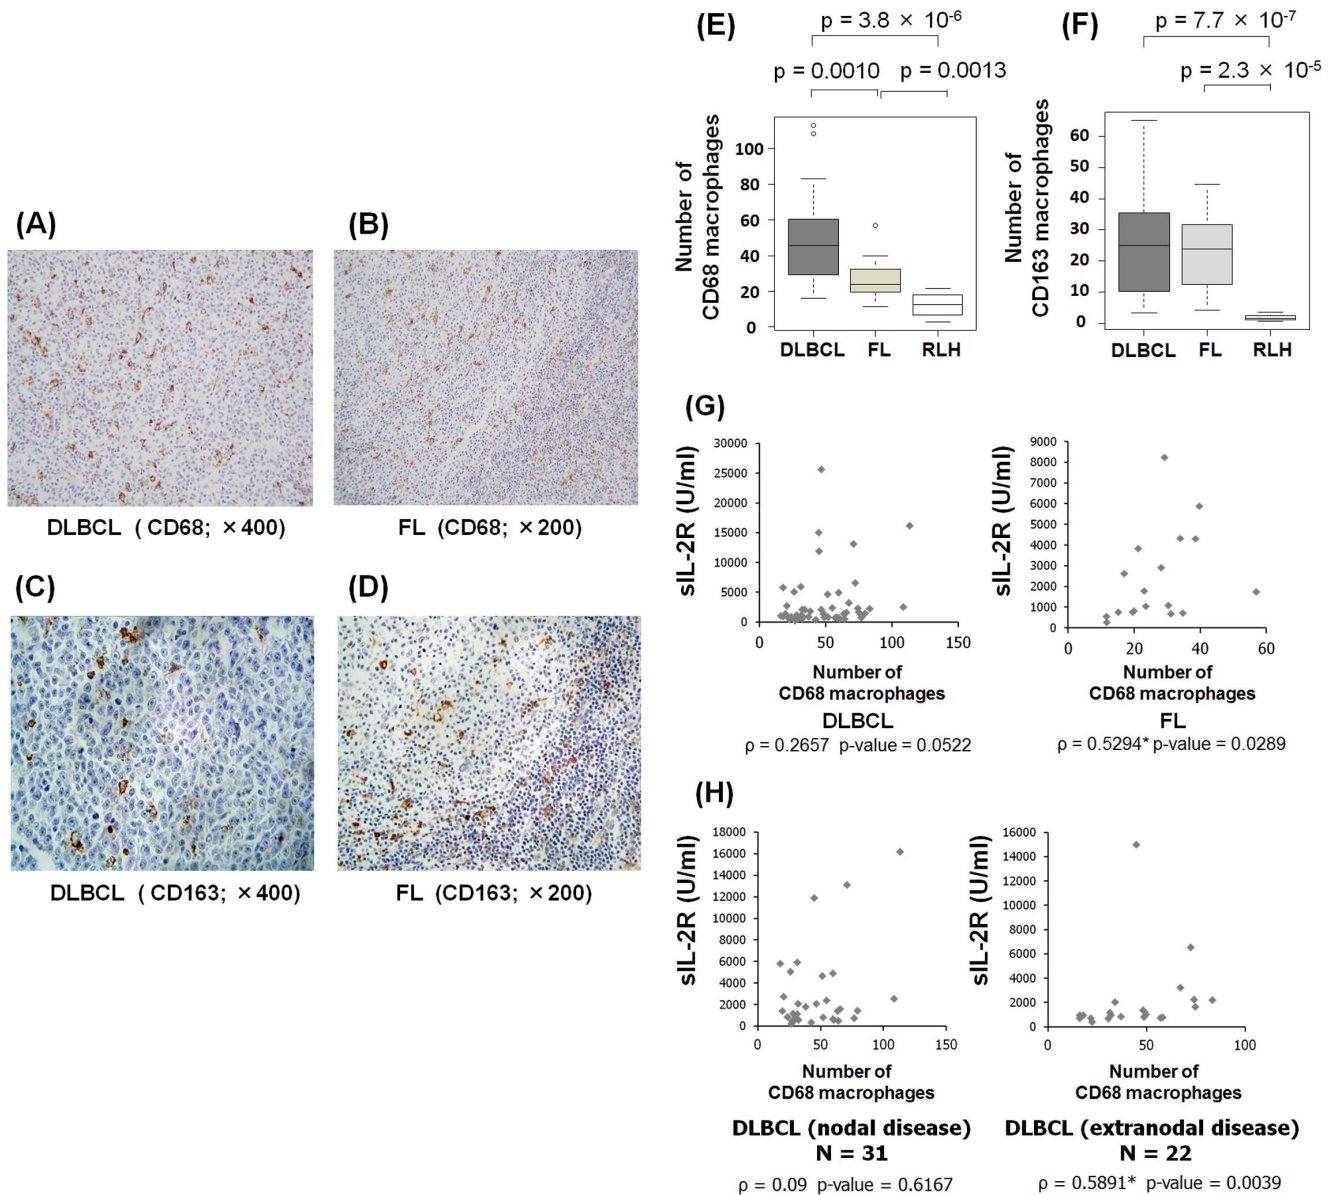 (A)
(B)
DLBCL ( CD68; ×400)
FL (CD68; ×200)
(C)
(D)
DLBCL ( CD163; ×400)
FL (CD163; ×200)
(E)
p = 3.8 × 10-6
p = 0.0010
p = 0.0013
Number of
CD68 macrophages
100
80
60
40
20
0
DLBCL
FL
RLH
(F)
p = 7.7 × 10-7
p = 2.3 × 10-5
Number of
CD163 macrophages
60
50
40
30
20
10
0
DLBCL
FL
RLH
(G)
sIL-2R (U/ml)
30000
25000
20000
15000
10000
5000
0
0
50
100
150
Number of
CD68 macrophages
DLBCL
ρ = 0.2657 p-value = 0.0522
sIL-2R (U/ml)
9000
8000
7000
6000
5000
4000
3000
2000
1000
0
0
20
40
60
Number of
CD68 macrophages
FL
ρ = 0.5294* p-value = 0.0289
(H)
sIL-2R (U/ml)
18000
16000
14000
12000
10000
8000
6000
4000
2000
0
0
50
100
150
Number of
CD68 macrophages
DLBCL (nodal disease)
N = 31
ρ = 0.09 p-value = 0.6167
sIL-2R (U/ml)
16000
14000
12000
10000
8000
6000
4000
2000
0
0
50
100
Number of
CD68 macrophages
DLBCL (extranodal disease)
N = 22
ρ = 0.5891* p-value = 0.0039